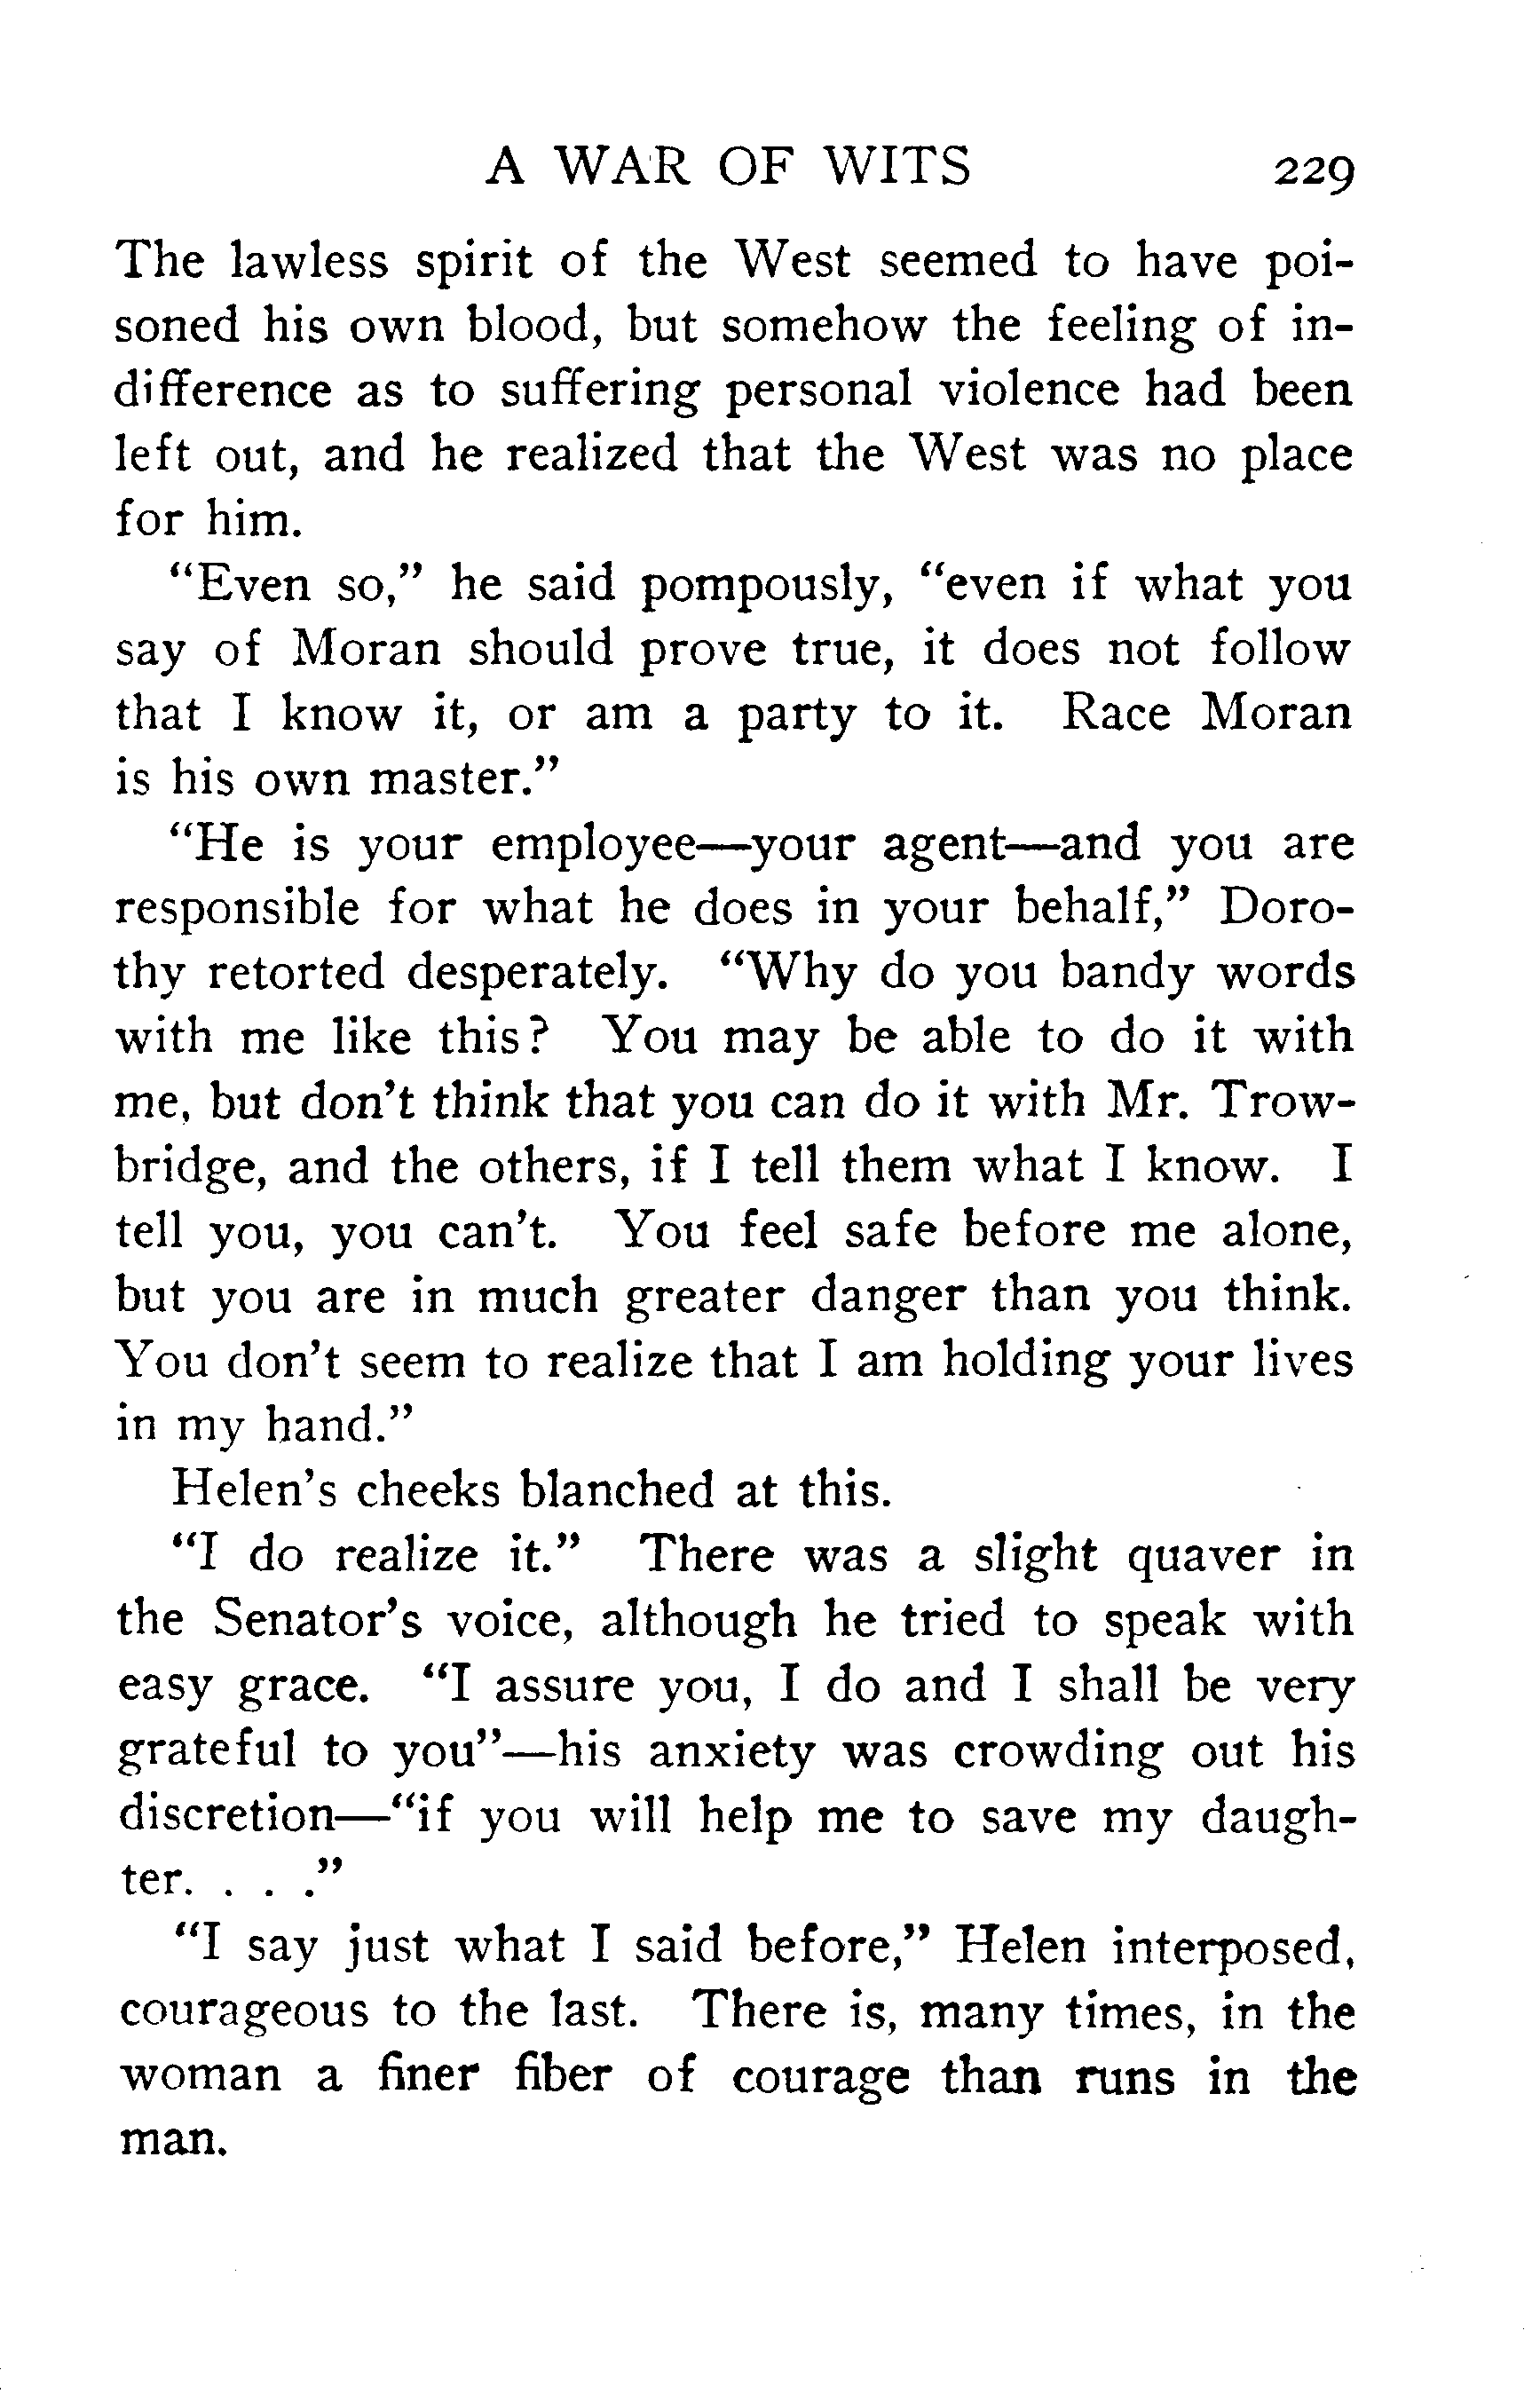 A WAR OF WITS 229
The lawless spirit of the West seemed to have poi-
soned his own blood, but somehow the feeling of in-
difference as to suffering personal violence had been
left out, and he realized that the West was no place
for him.
"Even so," he said pompously, "even if what you
say of Moran should prove true, it does not follow
that I know it, or am a party to it. Race Moran
is his own master."
"He is your employee—your agent—and you are
responsible for what he does in your behalf," Doro-
thy retorted desperately. "Why do you bandy words
with me like this? You may be able to do it with
me, but don't think that you can do it with Mr. Trow-
bridge, and the others, if I tell them what I know. I
tell you, you can't. You feel safe before me alone,
but you are in much greater danger than you think.
You don't seem to realize that I am holding your lives
in my hand."
Helen's cheeks blanched at this.
"I do realize it." There was a slight quaver in
the Senator's voice, although he tried to speak with
easy grace. "I assure you, I do and I shall be very
grateful to you"—his anxiety was crowding out his
discretion—"if you will help me to save my daugh-
ter. . . ."
"I say just what I said before," Helen interposed,
courageous to the last. There is, many times, in the
woman a finer fiber of courage than runs in the
man.